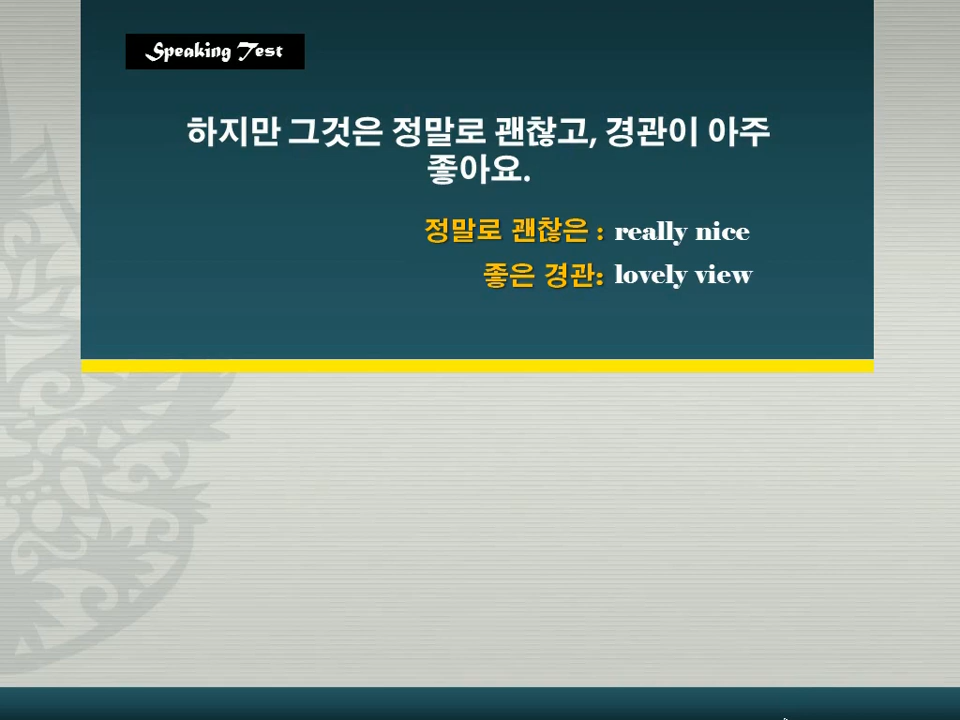 Speaking Test
하지만 그것은 정말로 괜찮고, 경관이 아주
좋아요.
정말로 괜찮은 : really nice
좋은 경관: lovely view